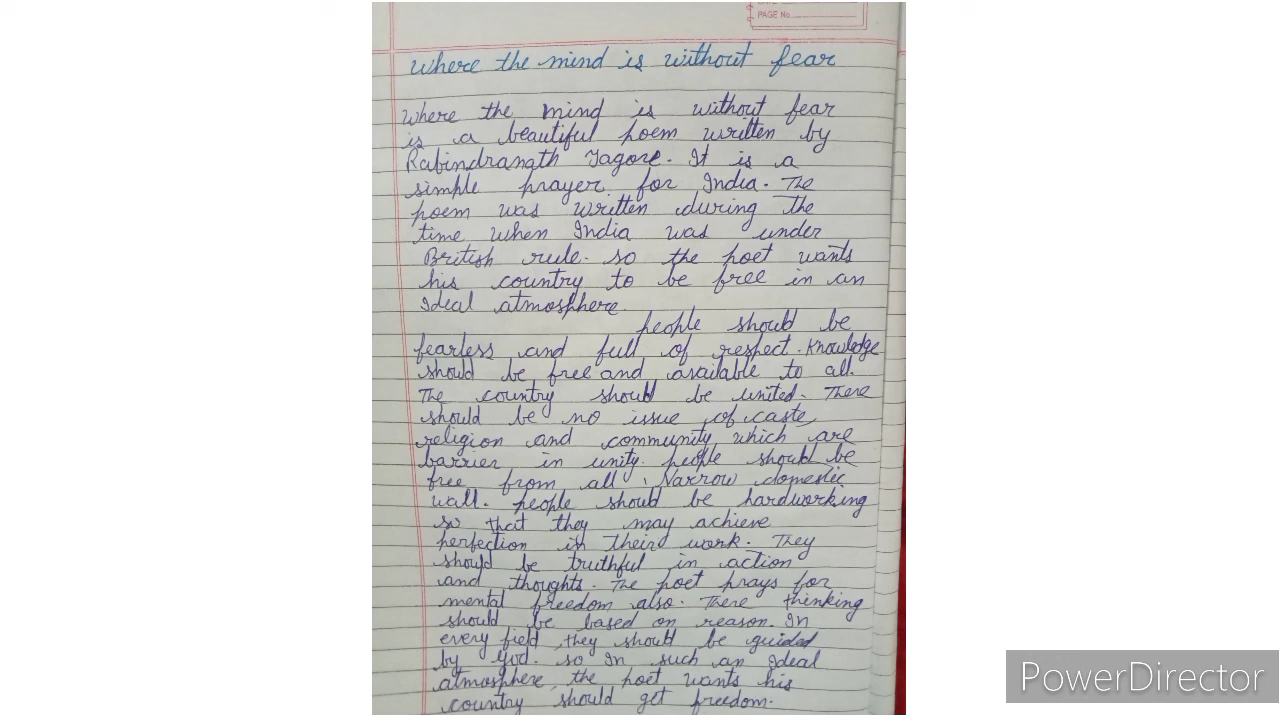 PAGE No.
Where the mind is without fear
Where the mind is without fear
is a beautiful poem written by
Rabindranath Tagore. It is a
simple prayer for India. The
poem was written during the
time when India was under
British rule. so the poet wants
his country to be free in an
Ideal atmosphere.
people should be
fearless and full of respect. Knowledge
should be free and available to all.
The country should be united. There
should be no issue of caste,
religion and community, which are
barrier in unity. people should be
free from all Narrow domestic
wall. people should be hardworking
so that they may achieve
perfection in their work. They
should be truthful in action
and thoughts. The poet prays for
mental freedom also. There thinking
should be based on reason. In
every field, they should be guided
by God. so In such an Ideal
atmosphere, the poet wants his
country should get freedom.
PowerDirector